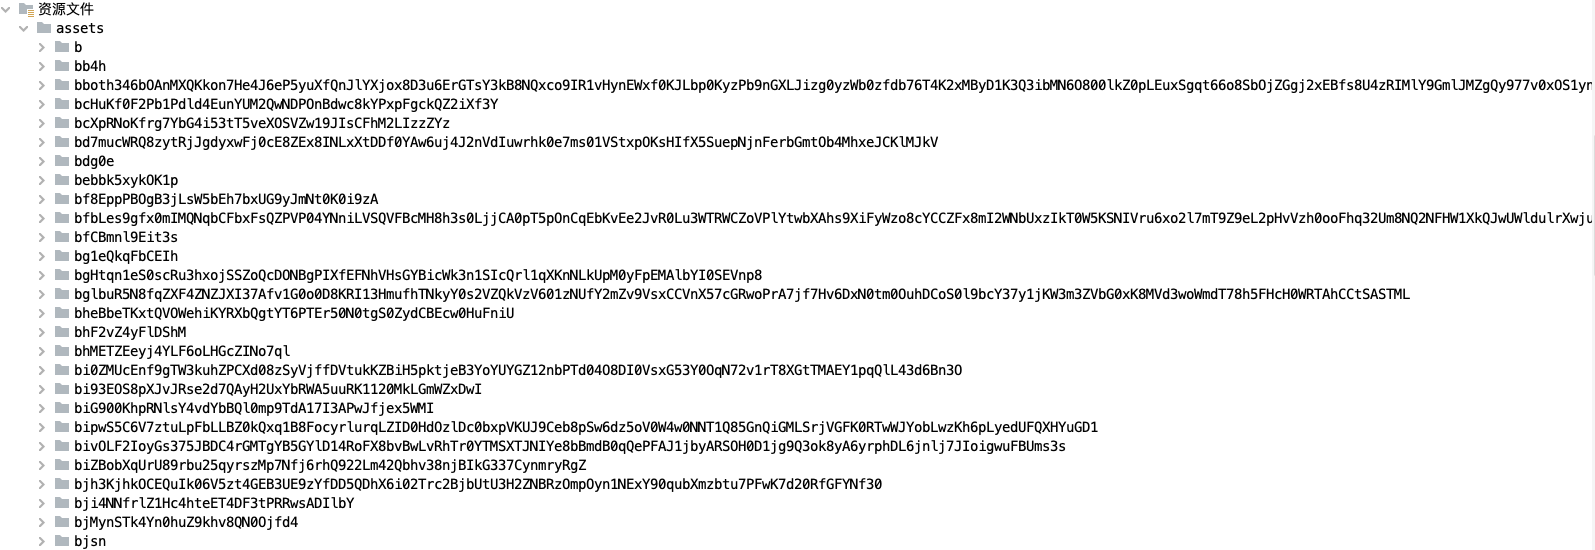 资源文件
assets
b
bb4h
bboth346bOAnMXQKkon7He4J6eP5yuXfQnJlYXjox8D3u6ErGTsY3kB8NQxco9IR1vHynEWxf0KJLbp0KyzPb9nGXLJizg0yzWb0zfdb76T4K2xMByD1K3Q3ibMN6O800lkZ0pLEuxSgqt66o8SbOjZGgj2xEBfs8U4zRIMlY9GmlJMZgQy977v0xOS1yn
bcHuKf0F2Pb1Pdld4EunYUM2QwNDPOnBdwc8kYPxpFgckQZ2iXf3Y
bcXpRNoKfrg7YbG4i53tT5veXOSVZw19JIsCFhM2LIzzZYz
bd7mucWRQ8zytRjJgdyxwFj0cE8ZEx8INLxXtDDf0YAw6uj4J2nVdIuwrhk0e7ms01VStxpOKsHIfX5SuepNjnFerbGmtOb4MhxeJCKlMJkV
bdg0e
bebbk5xykOK1p
bf8EppPBOgB3jLsW5bEh7bxUG9yJmNt0K0i9zA
bfbLes9gfx0mIMQNqbCFbxFsQZPVP04YNniLVSQVFBcMH8h3s0LjjCA0pT5pOnCqEbKvEe2JvR0Lu3WTRWCZoVPlYtwbXAhs9XiFyWzo8cYCCZFx8mI2WNbUxzIkT0W5KSNIVru6xo2l7mT9Z9eL2pHvVzh0ooFhq32Um8NQ2NFHW1XkQJwUWldulrXwju
bfCBmnl9Eit3s
bg1eQkqFbCEIh
bgHtqn1eS0scRu3hxojSSZoQcDONBgPIXfEFNhVHsGYBicWk3n1SIcQrl1qXKnNLkUpM0yFpEMAlbYI0SEVnp8
bglbuR5N8fqZXF4ZNZJXI37Afv1G0o0D8KRI13HmufhTNkyY0s2VZQkVzV601zNUfY2mZv9VsxCCVnX57cGRwoPrA7jf7Hv6DxN0tm0OuhDCoS0l9bcY37y1jKW3m3ZVbG0xK8MVd3woWmdT78h5FHcH0WRTAhCCtSASTML
bheBbeTKxtQVOWehiKYRXbQgtYT6PTEr50N0tgS0ZydCBEcw0HuFniU
bhF2vZ4yFlDShM
bhMETZEeyj4YLF6oLHGcZINo7ql
bi0ZMUcEnf9gTW3kuhZPCXd08zSyVjffDVtukKZBiH5pktjeB3YoYUYGZ12nbPTd04O8DI0VsxG53Y0OqN72v1rT8XGtTMAEY1pqQlL43d6Bn3O
bi93EOS8pXJvJRse2d7QAyH2UxYbRWA5uuRK1120MkLGmWZxDwI
biG900KhpRNlsY4vdYbBQl0mp9TdA17I3APwJfjex5WMI
bipwS5C6V7ztuLpFbLLBZ0kQxq1B8FocyrlurqLZID0HdOzlDc0bxpVKUJ9Ceb8pSw6dz5oV0W4w0NNT1Q85GnQiGMLSrjVGFK0RTwWJYobLwzKh6pLyedUFQXHYuGD1
bivOLF2IoyGs375JBDC4rGMTgYB5GYlD14RoFX8bvBwLvRhTr0YTMSXTJNIYe8bBmdB0qQePFAJ1jbyARSOH0D1jg9Q3ok8yA6yrphDL6jnlj7JIoigwuFBUms3s
biZBobXqUrU89rbu25qyrszMp7Nfj6rhQ922Lm42Qbhv38njBIkG337CynmryRgZ
bjh3KjhkOCEQuIk06V5zt4GEB3UE9zYfDD5QDhX6i02Trc2BjbUtU3H2ZNBRzOmpOyn1NExY90qubXmzbtu7PFwK7d20RfGFYNf30
bji4NNfrlZ1Hc4hteET4DF3tPRRwsADIlbY
bjMynSTk4Yn0huZ9khv8QN0Ojfd4
bjsn